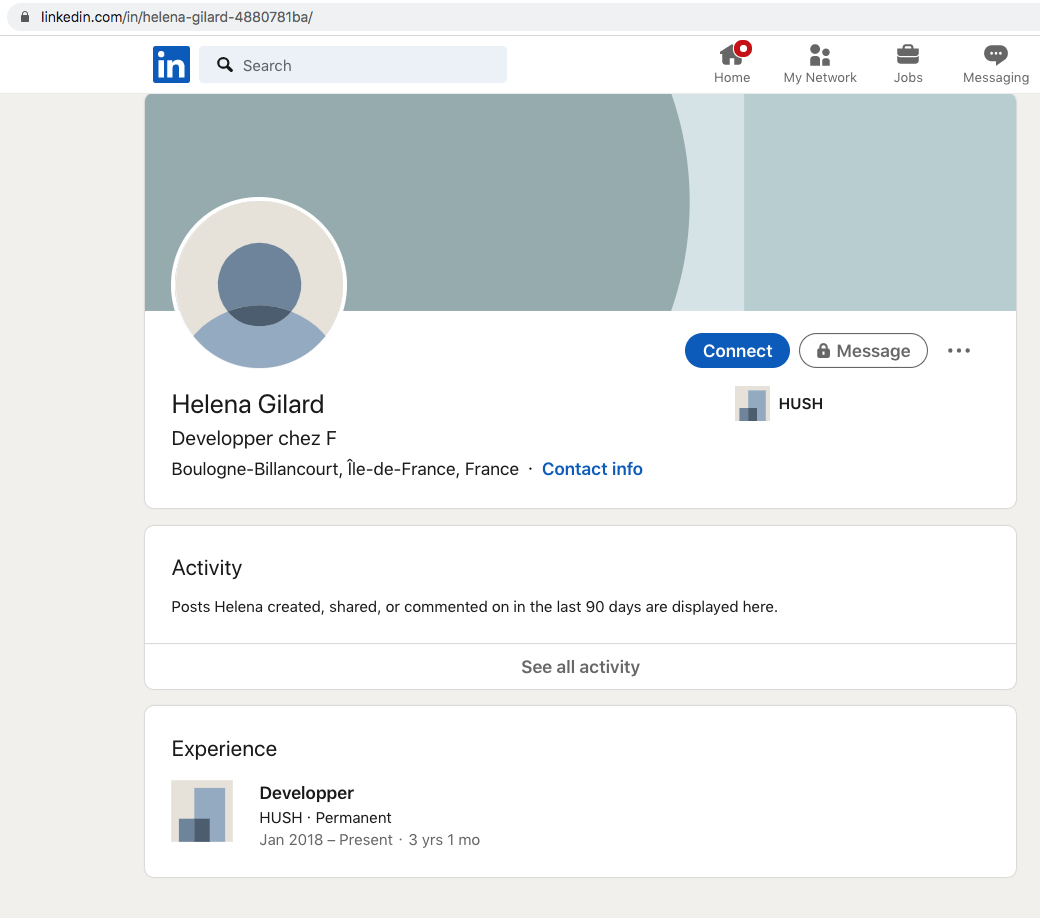 linkedin.com/in/helena-gilard-4880781ba/
in
Search
Home
My Network
Jobs
Messaging
Connect
Message
Helena Gilard
HUSH
Developper chez F
Boulogne-Billancourt, Île-de-France, France · Contact info
Activity
Posts Helena created, shared, or commented on in the last 90 days are displayed here.
See all activity
Experience
Developper
HUSH · Permanent
Jan 2018 – Present · 3 yrs 1 mo